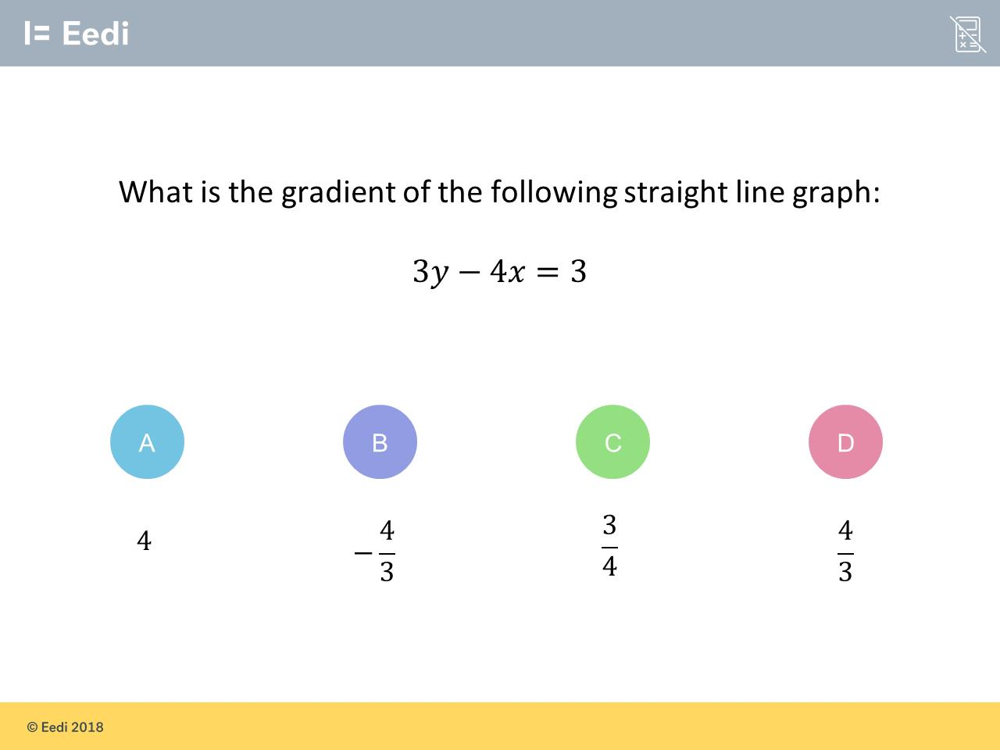 Eedi
What is the gradient of the following straight line graph:
3y − 4x = 3
A B C D
4 −4/3 3/4 4/3
© Eedi 2018